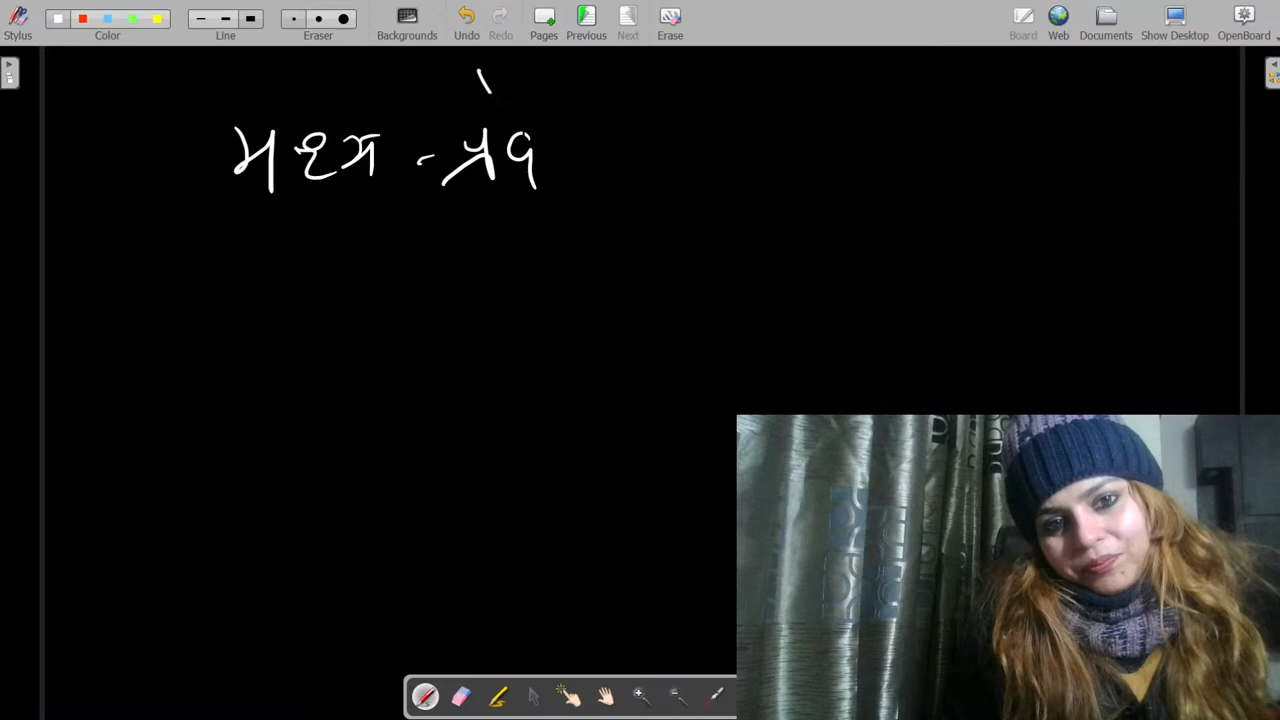 Stylus
Color
Line
Eraser
Backgrounds
Undo
Redo
Pages
Previous
Next
Erase
Board
Web
Documents
Show Desktop
OpenBoard